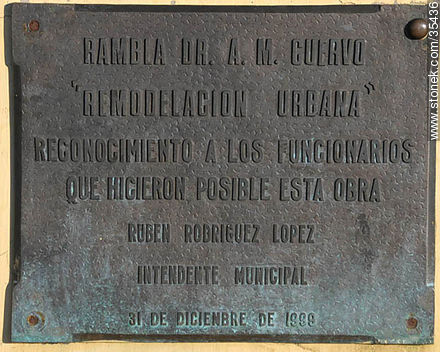 RAMBLA DR. A. M. CUERVO
"REMODELACION URBANA"
RECONOCIMIENTO A LOS FUNCIONARIOS
QUE HICIERON POSIBLE ESTA OBRA
RUBEN RODRIGUEZ LOPEZ
INTENDENTE MUNICIPAL
31 DE DICIEMBRE DE 1999
www.stonek.com / #35436